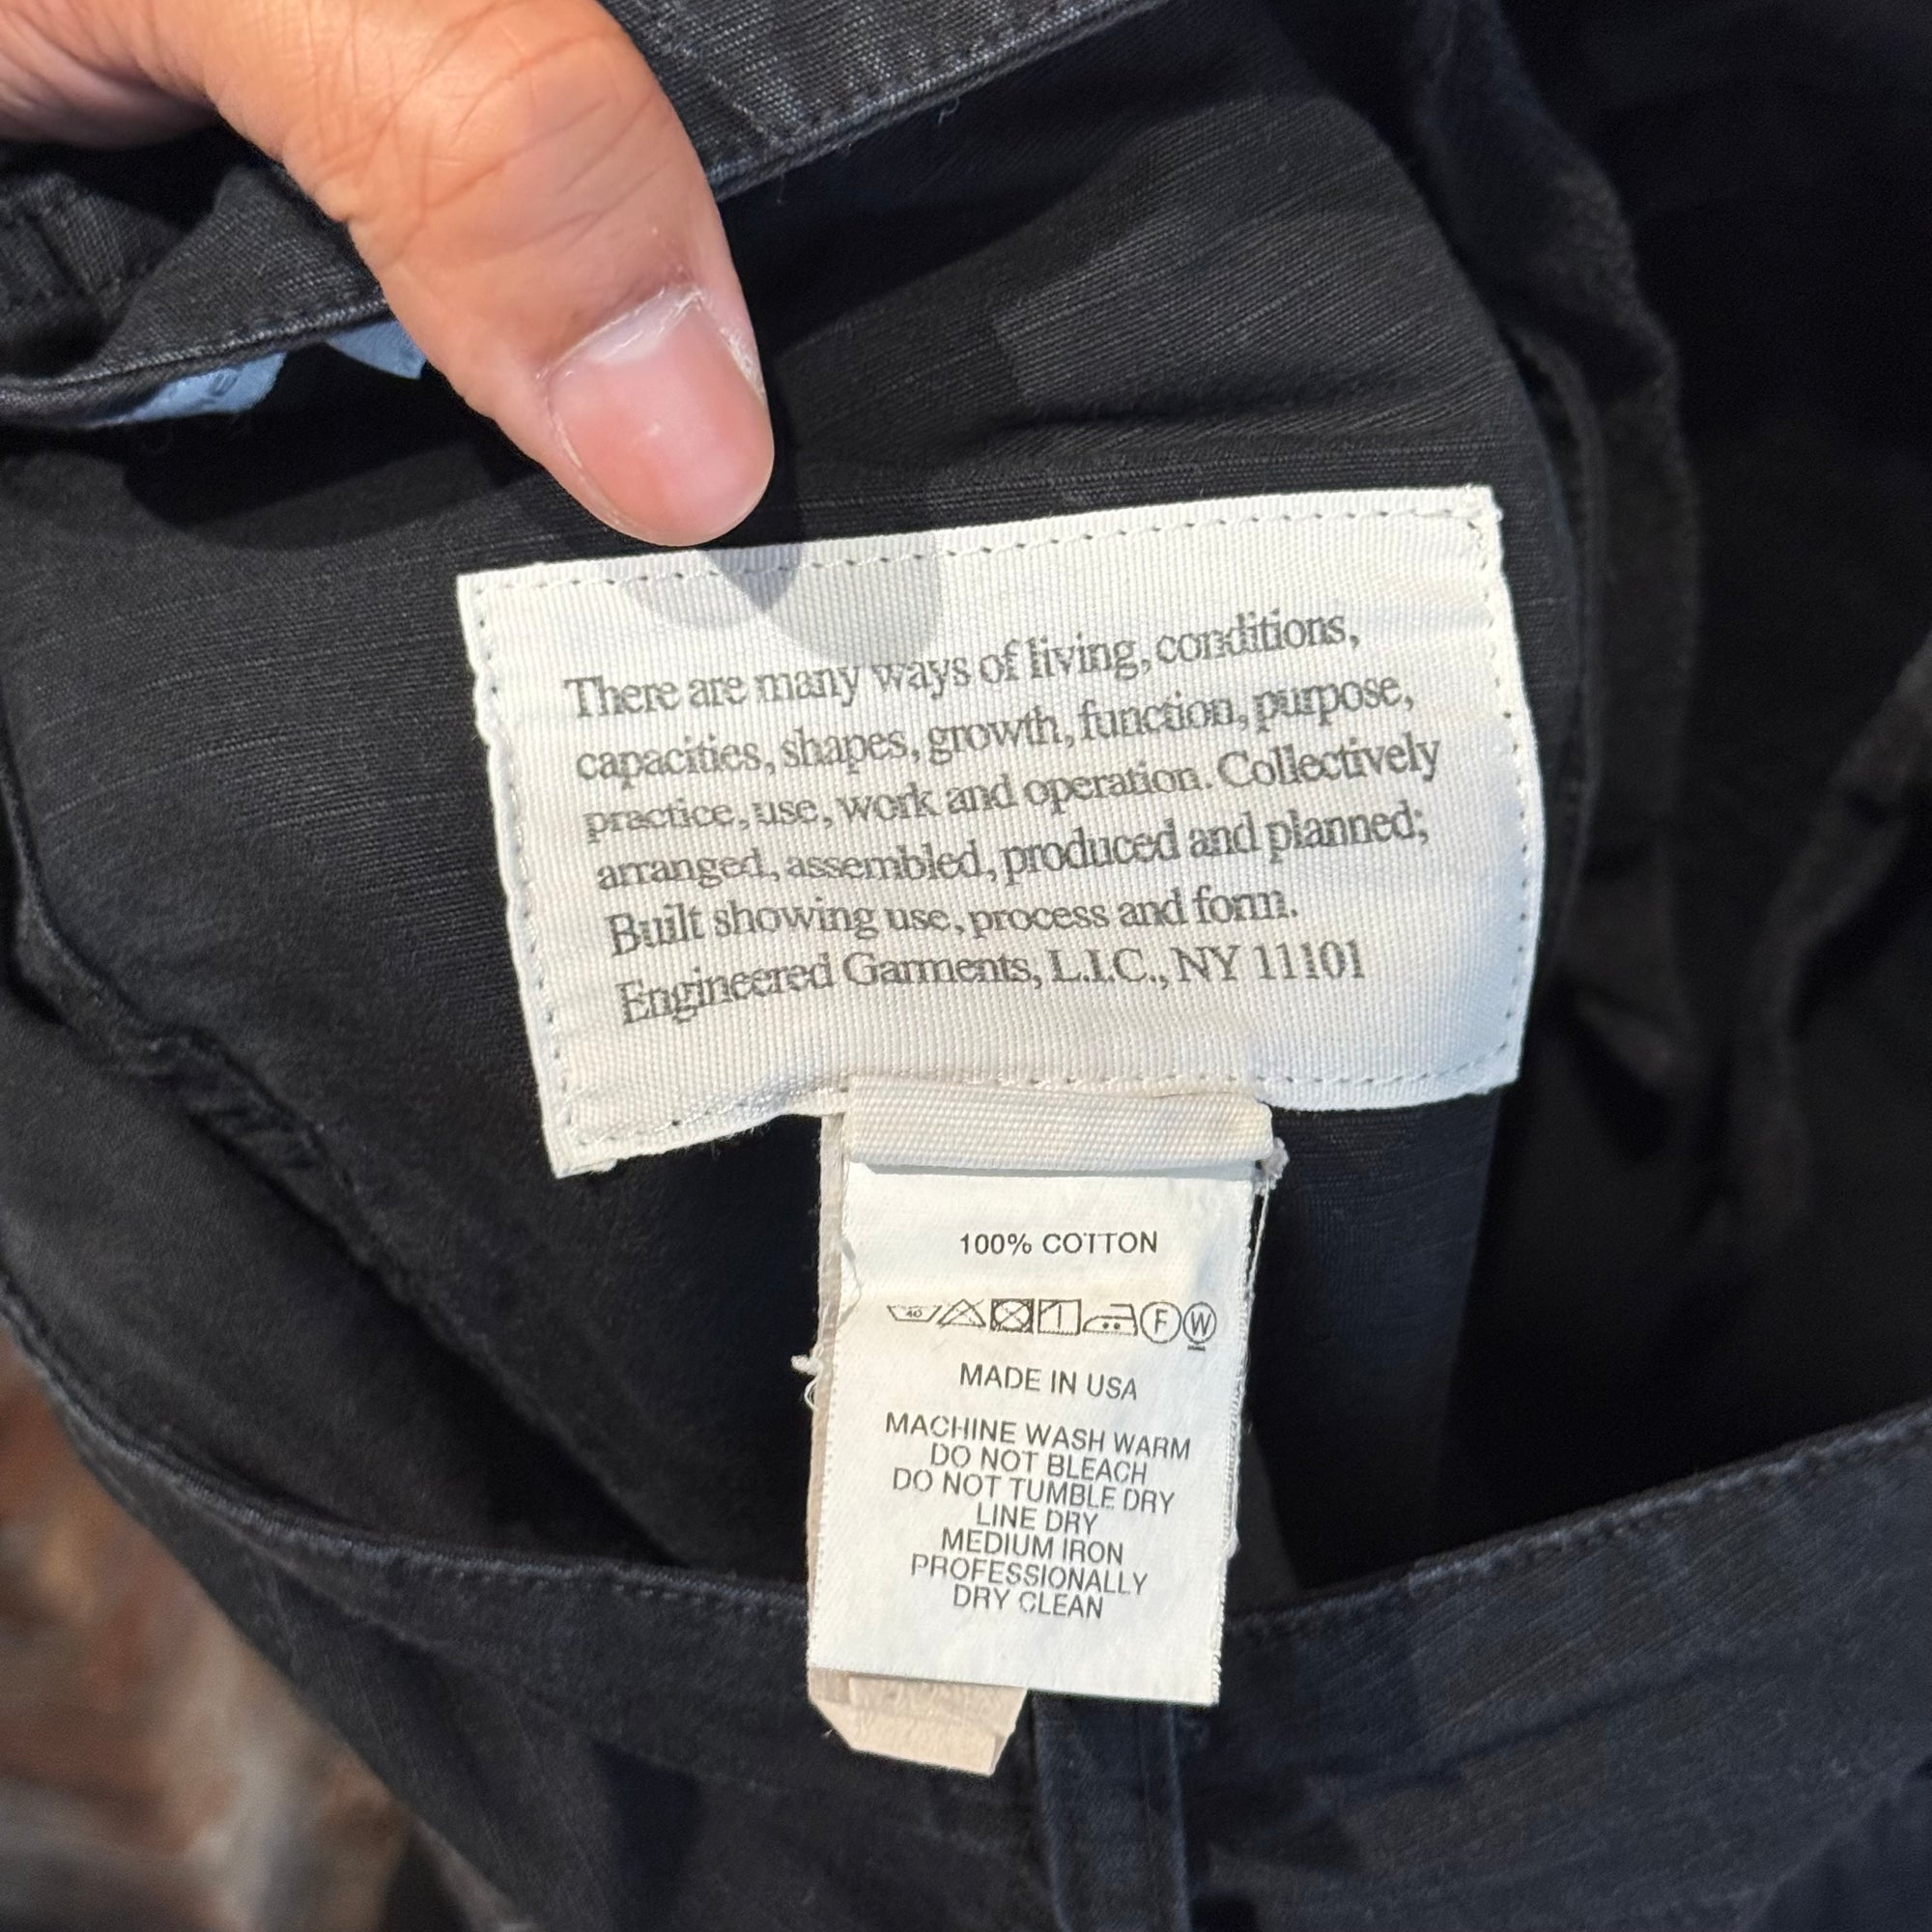 There are many ways of living, conditions,
capacities, shapes, growth, function, purpose,
practice, use, work and operation. Collectively
arranged, assembled, produced and planned;
Built showing use, process and form.
Engineered Garments, L.I.C., NY 11101
100% COTTON
40 F W
MADE IN USA
MACHINE WASH WARM
DO NOT BLEACH
DO NOT TUMBLE DRY
LINE DRY
MEDIUM IRON
PROFESSIONALLY
DRY CLEAN